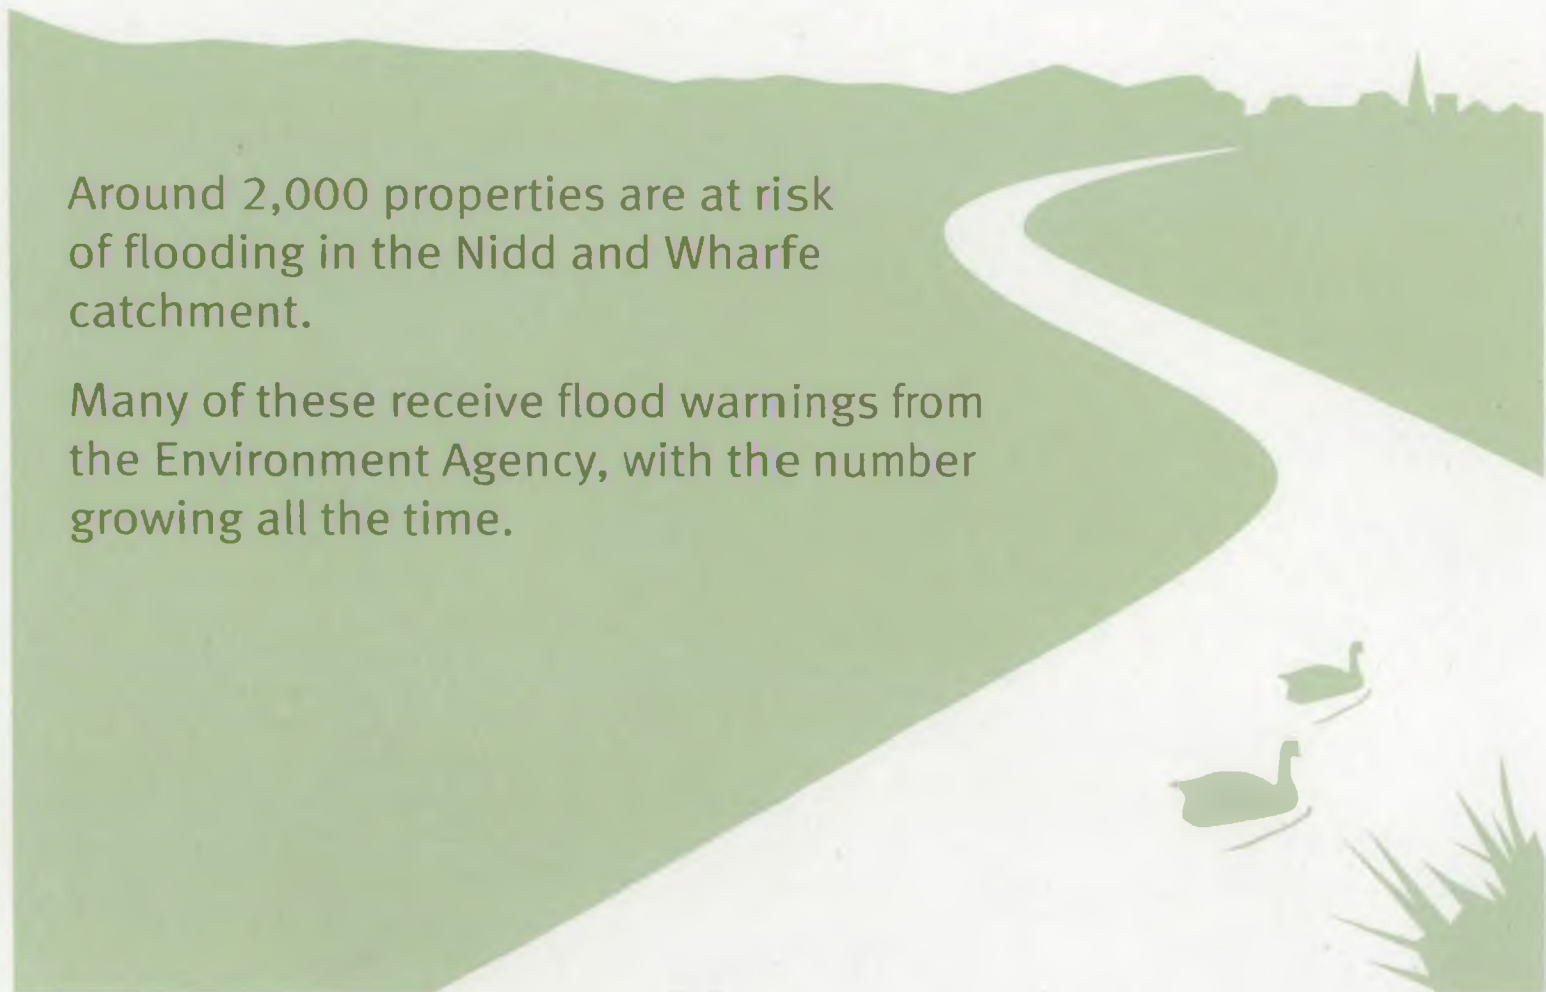 Around 2,000 properties are at risk
of flooding in the Nidd and Wharfe
catchment.
Many of these receive flood warnings from
the Environment Agency, with the number
growing all the time.